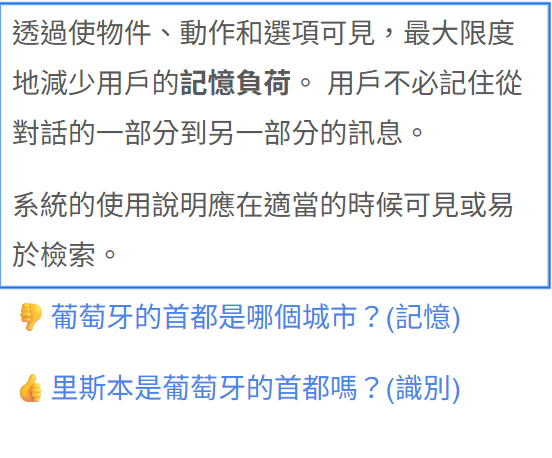 透過使物件、動作和選項可見，最大限度
地減少用戶的記憶負荷。 用戶不必記住從
對話的一部分到另一部分的訊息。
系統的使用說明應在適當的時候可見或易
於檢索。
👎 葡萄牙的首都是哪個城市？(記憶)
👍 里斯本是葡萄牙的首都嗎？(識別)